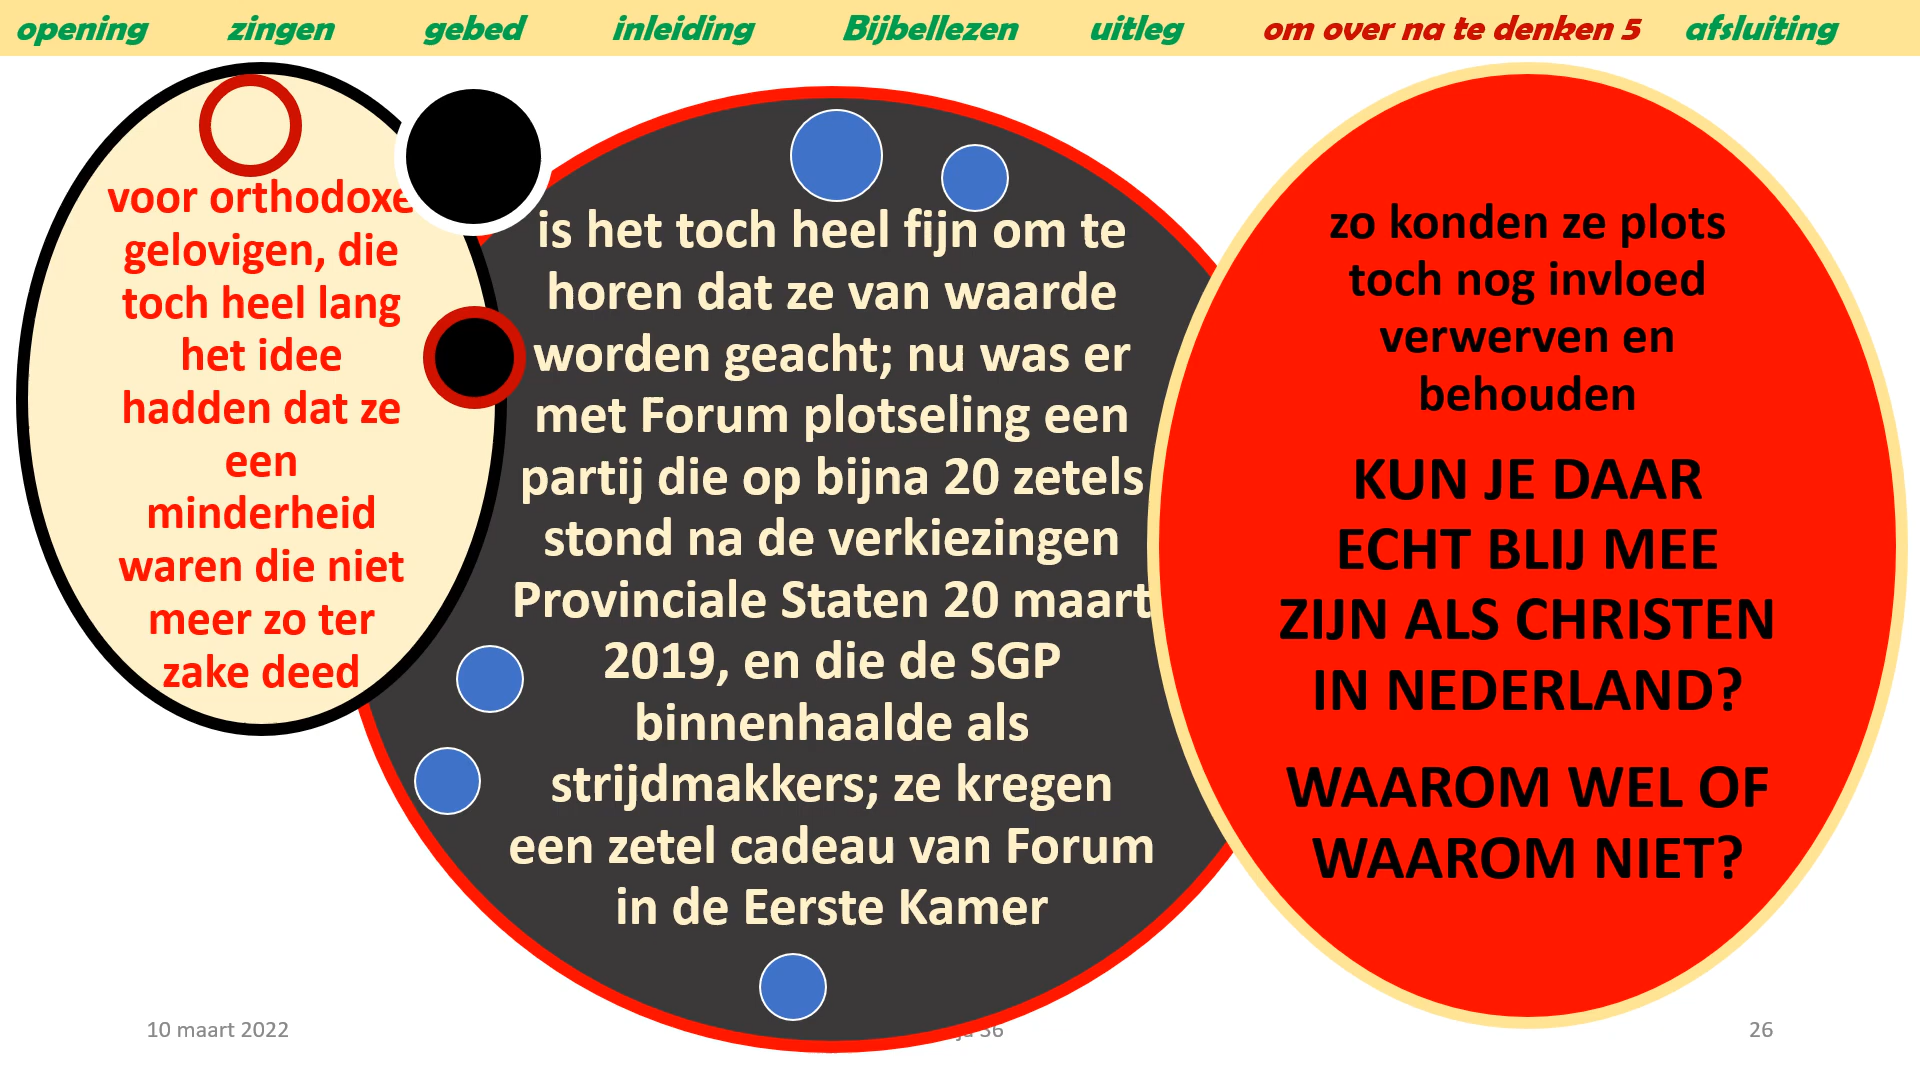 opening zingen gebed inleiding Bijbellezen uitleg om over na te denken 5 afsluiting
voor orthodoxe
gelovigen, die
toch heel lang
het idee
hadden dat ze
een
minderheid
waren die niet
meer zo ter
zake deed
is het toch heel fijn om te
horen dat ze van waarde
worden geacht; nu was er
met Forum plotseling een
partij die op bijna 20 zetels
stond na de verkiezingen
Provinciale Staten 20 maart
2019, en die de SGP
binnenhaalde als
strijdmakkers; ze kregen
een zetel cadeau van Forum
in de Eerste Kamer
zo konden ze plots
toch nog invloed
verwerven en
behouden
KUN JE DAAR
ECHT BLIJ MEE
ZIJN ALS CHRISTEN
IN NEDERLAND?
WAAROM WEL OF
WAAROM NIET?
10 maart 2022
36
26